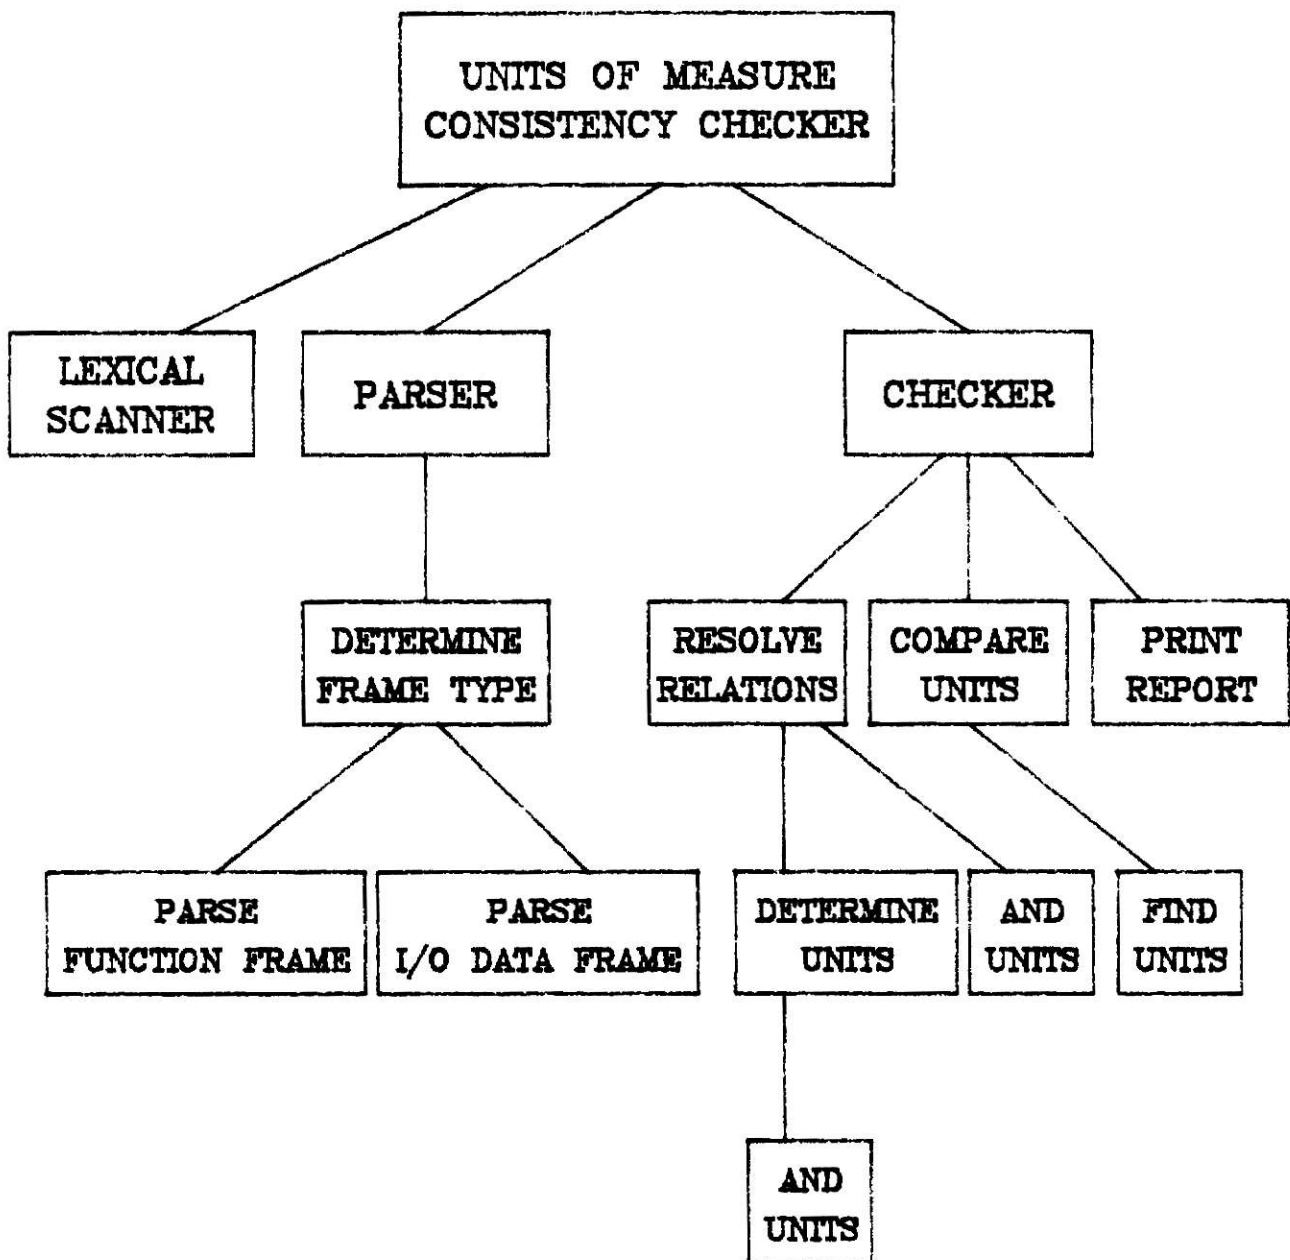 UNITS OF MEASURE
CONSISTENCY CHECKER
LEXICAL
SCANNER
PARSER
CHECKER
DETERMINE
FRAME TYPE
RESOLVE
RELATIONS
COMPARE
UNITS
PRINT
REPORT
PARSE
FUNCTION FRAME
PARSE
I/O DATA FRAME
DETERMINE
UNITS
AND
UNITS
FIND
UNITS
AND
UNITS